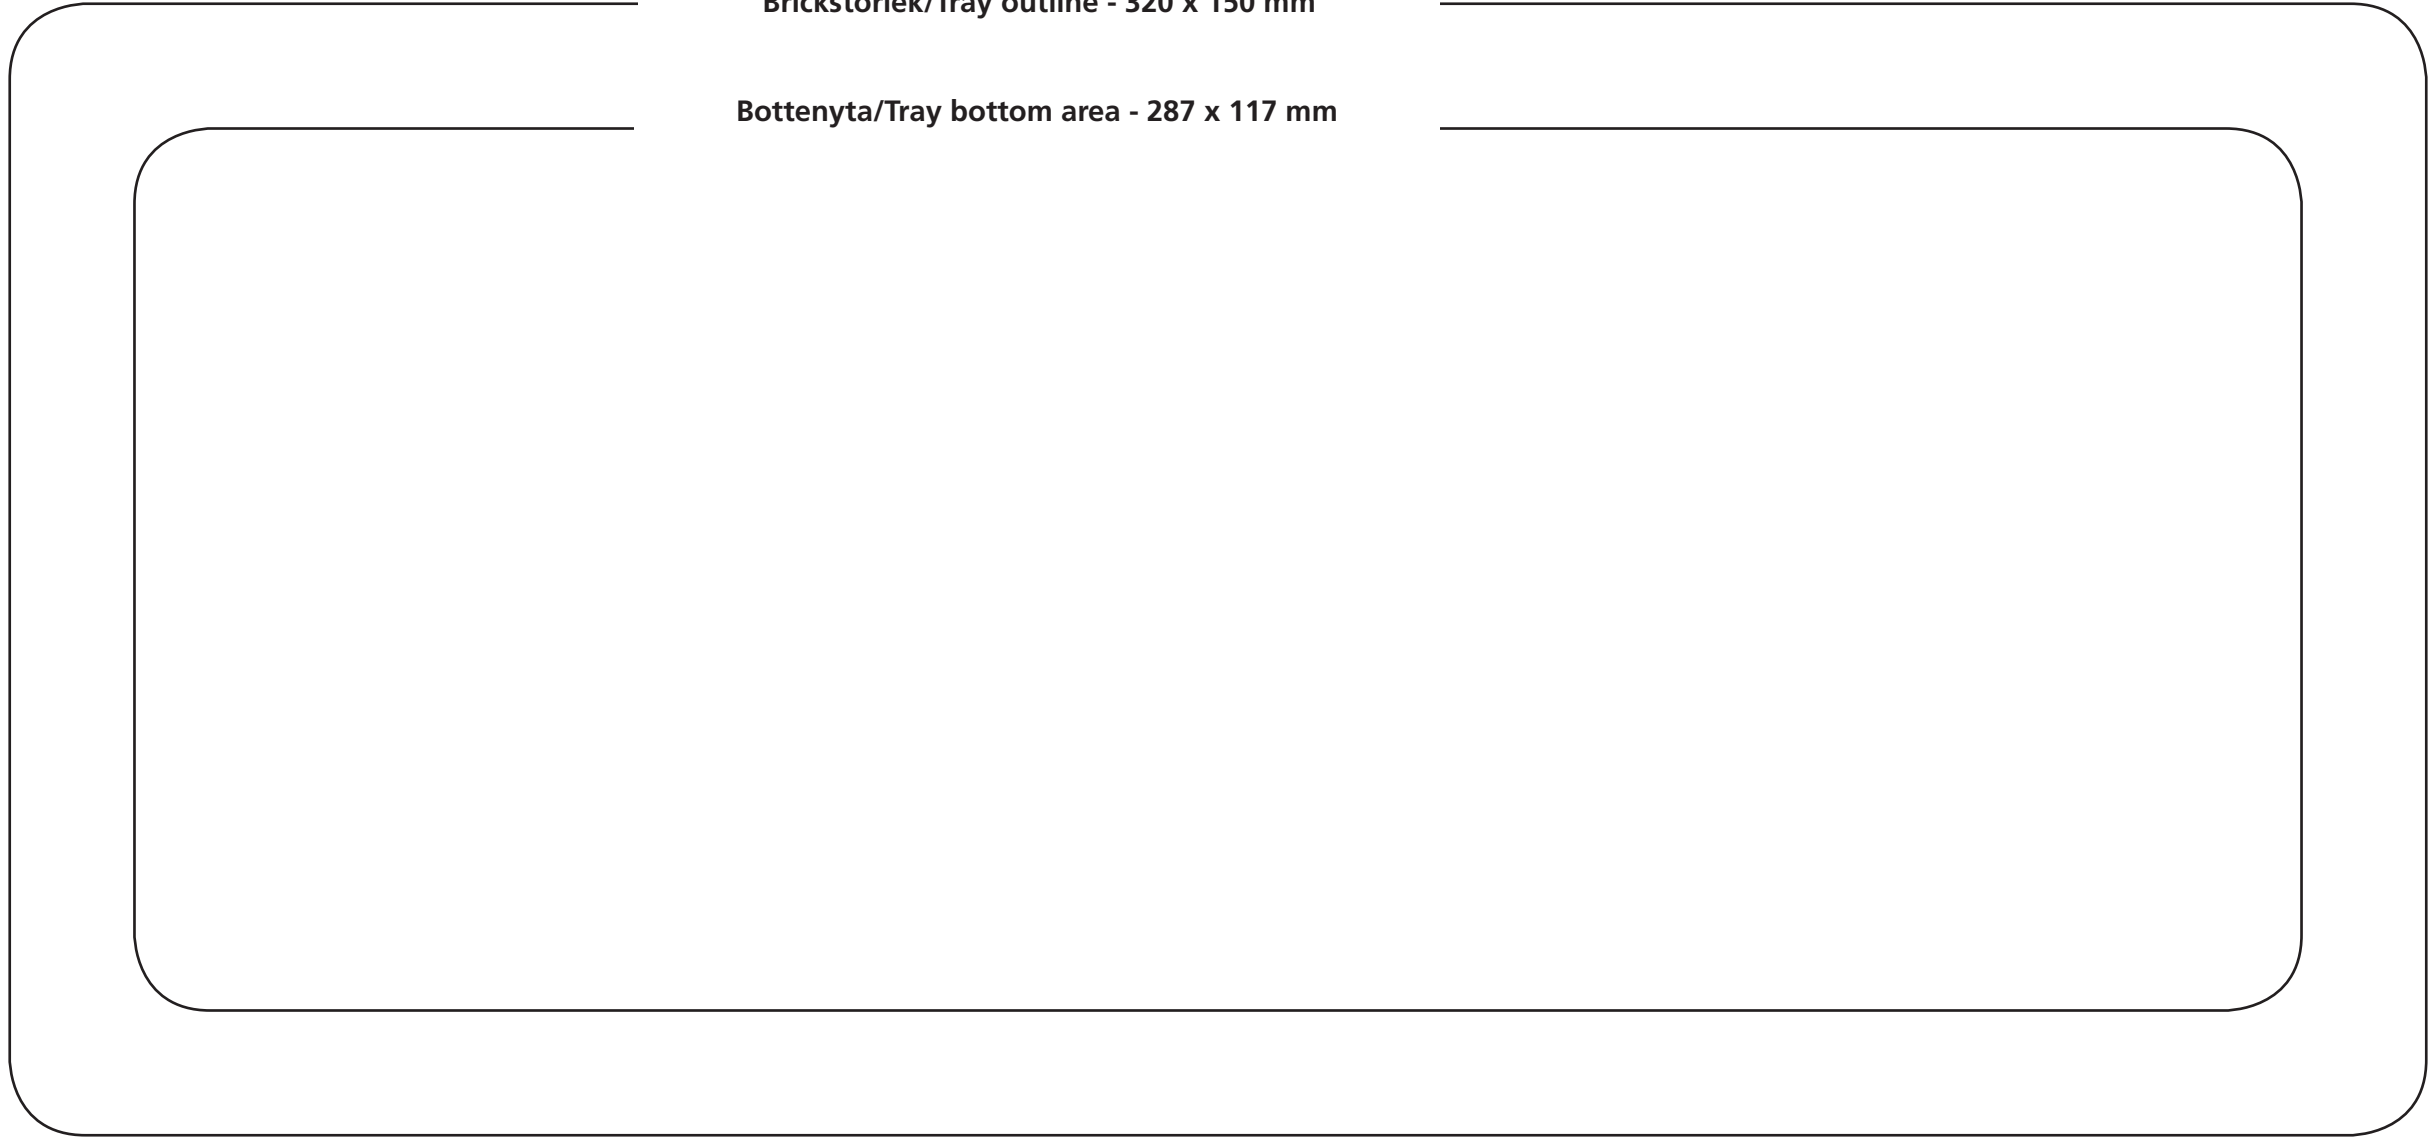 Brickstorlek/Tray outline - 320 x 150 mm
Bottenyta/Tray bottom area - 287 x 117 mm